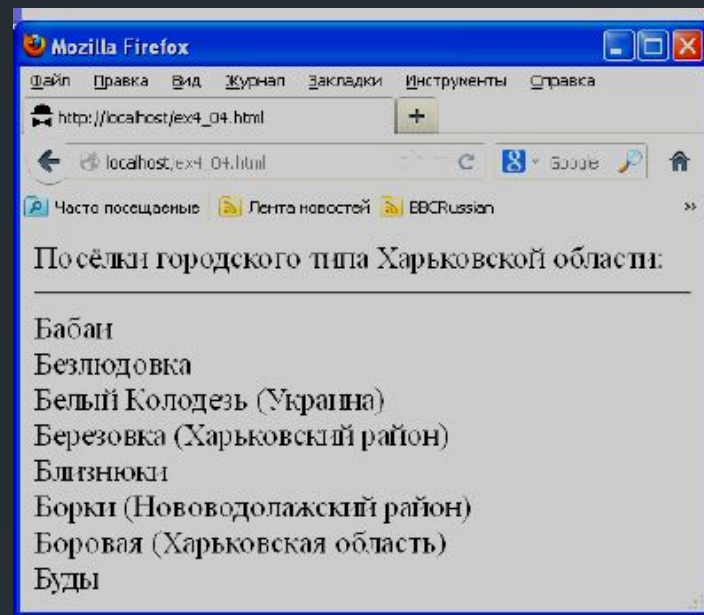 Mozilla Firefox
Файл Правка Вид Журнал Закладки Инструменты Справка
http://localhost/ex4_04.html +
localhost/ex4_04.html Google
Часто посещаемые Лента новостей BBCRussian »
Посёлки городского типа Харьковской области:
Бабаи
Безлюдовка
Белый Колодезь (Украина)
Березовка (Харьковский район)
Близнюки
Борки (Нововодолажский район)
Боровая (Харьковская область)
Буды